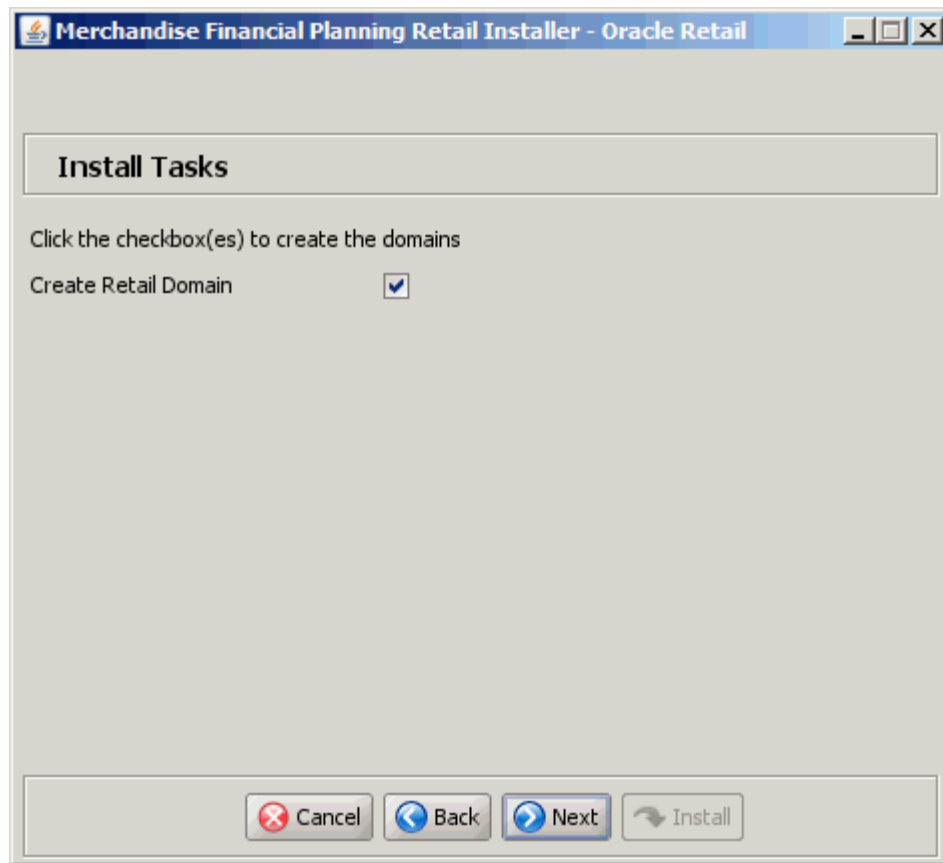 Merchandise Financial Planning Retail Installer - Oracle Retail
Install Tasks
Click the checkbox(es) to create the domains
Create Retail Domain
Cancel Back Next Install